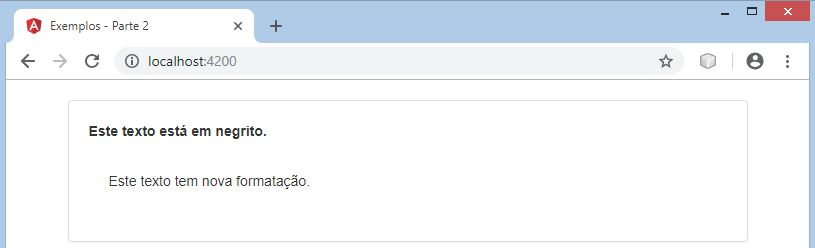 Exemplos - Parte 2
localhost:4200
Este texto está em negrito.
Este texto tem nova formatação.